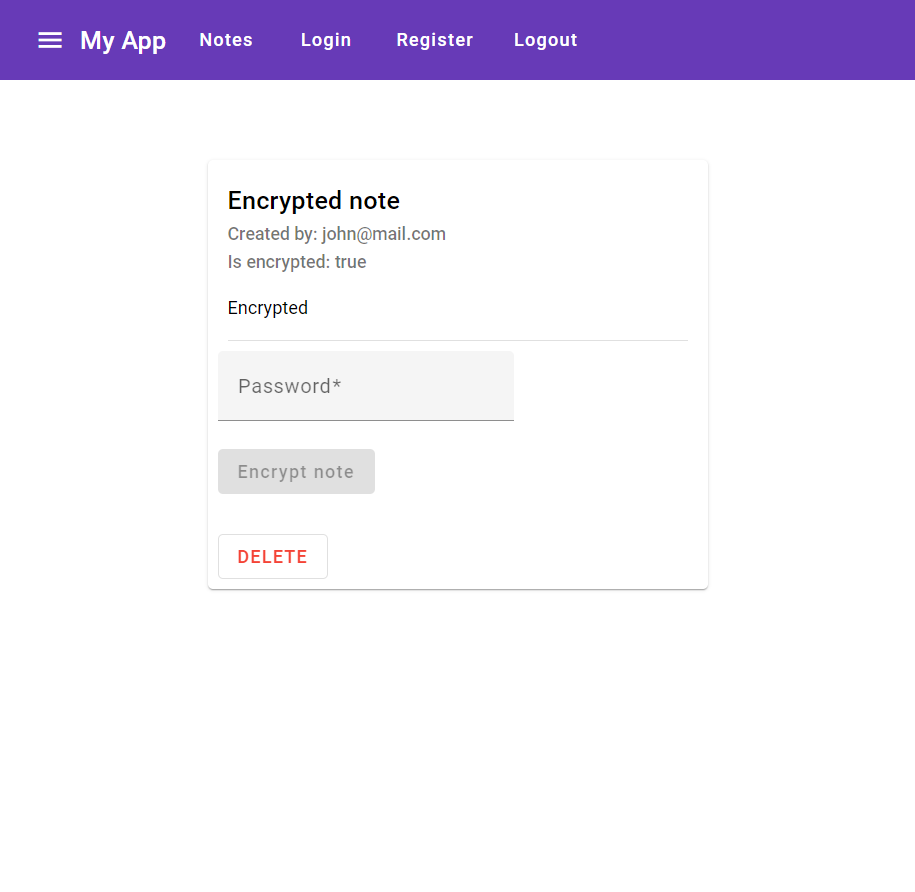 My App Notes Login Register Logout
Encrypted note
Created by: john@mail.com
Is encrypted: true
Encrypted
Password*
Encrypt note
DELETE